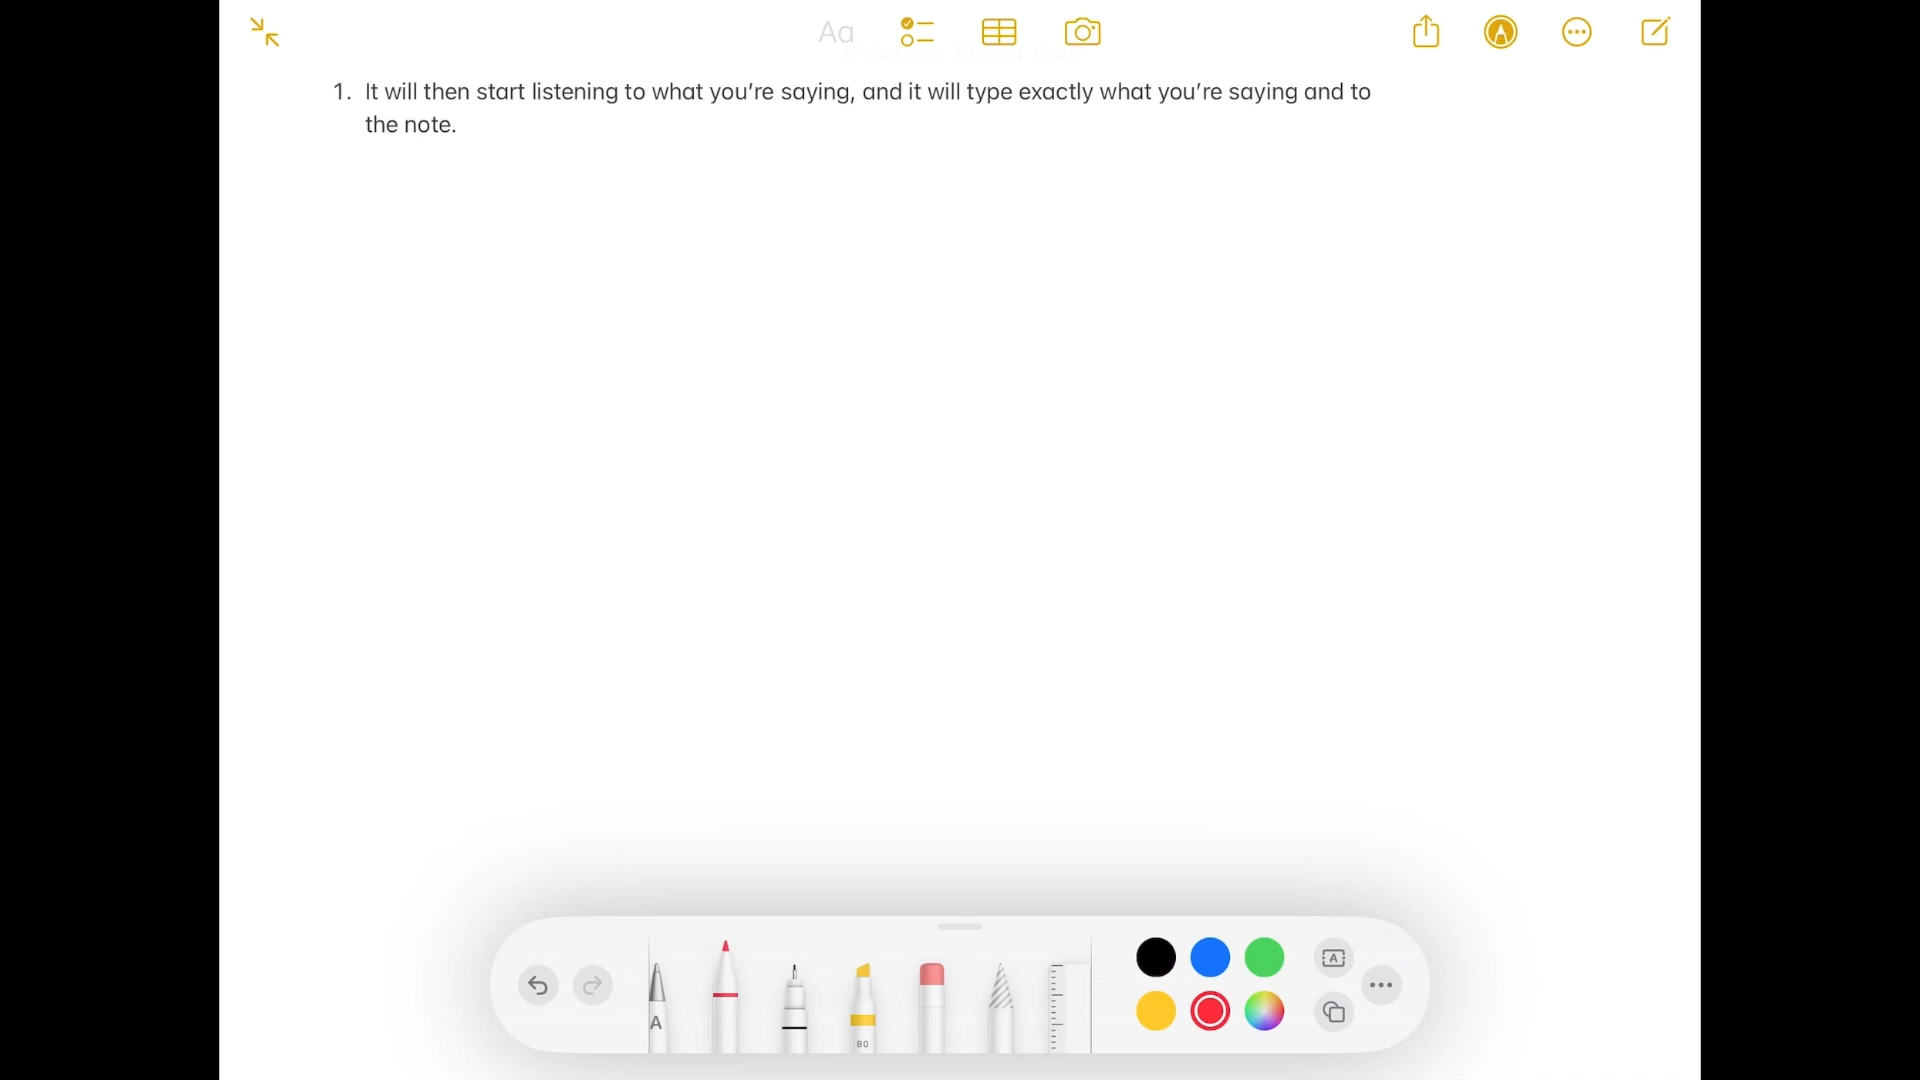 Aa
1. It will then start listening to what you're saying, and it will type exactly what you're saying and to
the note.
A
80
A